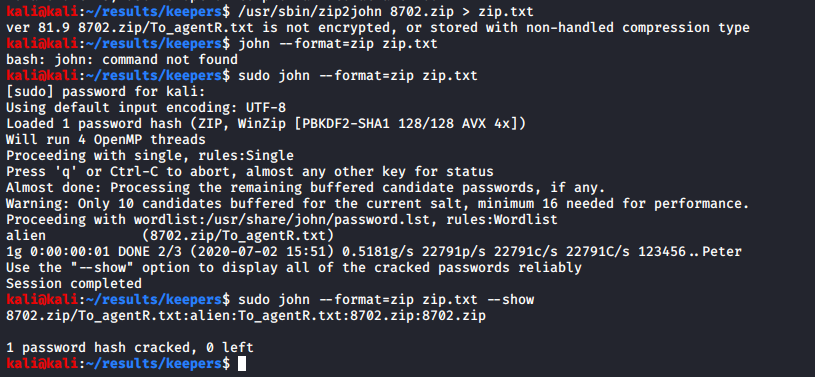 kali@kali:~/results/keepers$ /usr/sbin/zip2john 8702.zip > zip.txt
ver 81.9 8702.zip/To_agentR.txt is not encrypted, or stored with non-handled compression type
kali@kali:~/results/keepers$ john --format=zip zip.txt
bash: john: command not found
kali@kali:~/results/keepers$ sudo john --format=zip zip.txt
[sudo] password for kali:
Using default input encoding: UTF-8
Loaded 1 password hash (ZIP, WinZip [PBKDF2-SHA1 128/128 AVX 4x])
Will run 4 OpenMP threads
Proceeding with single, rules:Single
Press 'q' or Ctrl-C to abort, almost any other key for status
Almost done: Processing the remaining buffered candidate passwords, if any.
Warning: Only 10 candidates buffered for the current salt, minimum 16 needed for performance.
Proceeding with wordlist:/usr/share/john/password.lst, rules:Wordlist
alien            (8702.zip/To_agentR.txt)
1g 0:00:00:01 DONE 2/3 (2020-07-02 15:51) 0.5181g/s 22791p/s 22791c/s 22791C/s 123456..Peter
Use the "--show" option to display all of the cracked passwords reliably
Session completed
kali@kali:~/results/keepers$ sudo john --format=zip zip.txt --show
8702.zip/To_agentR.txt:alien:To_agentR.txt:8702.zip:8702.zip
1 password hash cracked, 0 left
kali@kali:~/results/keepers$